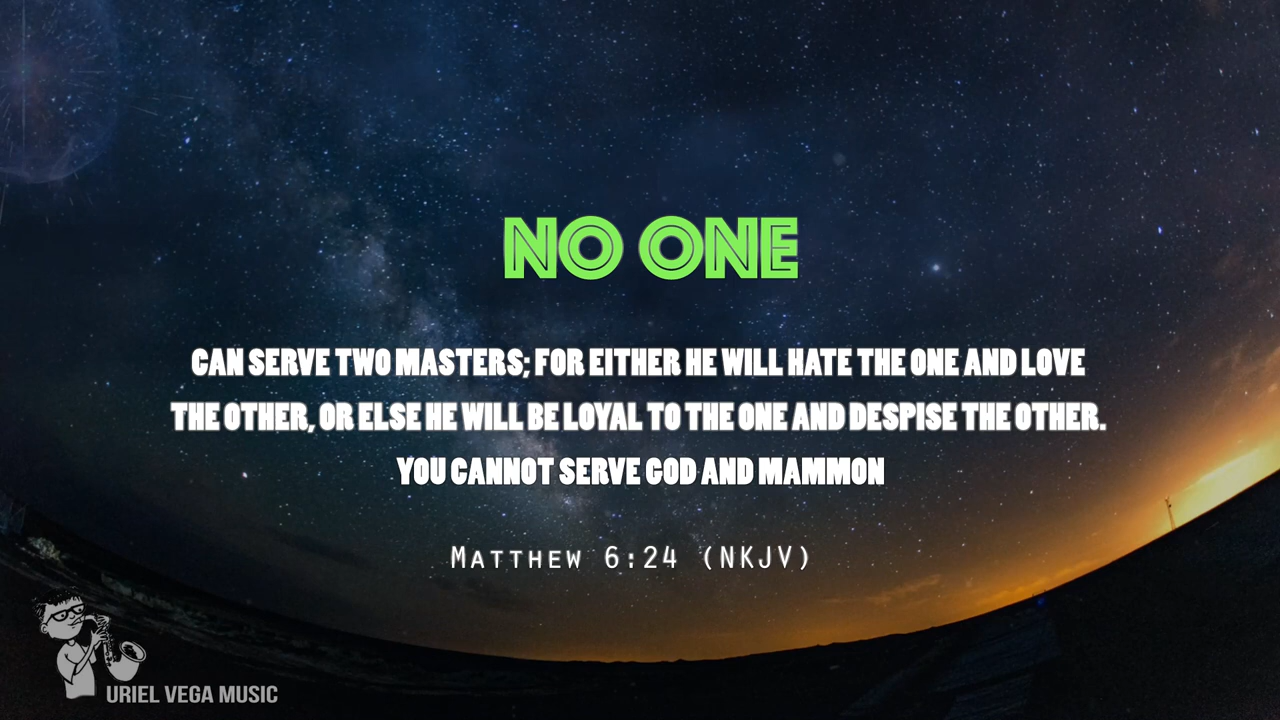 NO ONE
CAN SERVE TWO MASTERS; FOR EITHER HE WILL HATE THE ONE AND LOVE
THE OTHER, OR ELSE HE WILL BE LOYAL TO THE ONE AND DESPISE THE OTHER.
YOU CANNOT SERVE GOD AND MAMMON
Matthew 6:24 (NKJV)
URIEL VEGA MUSIC